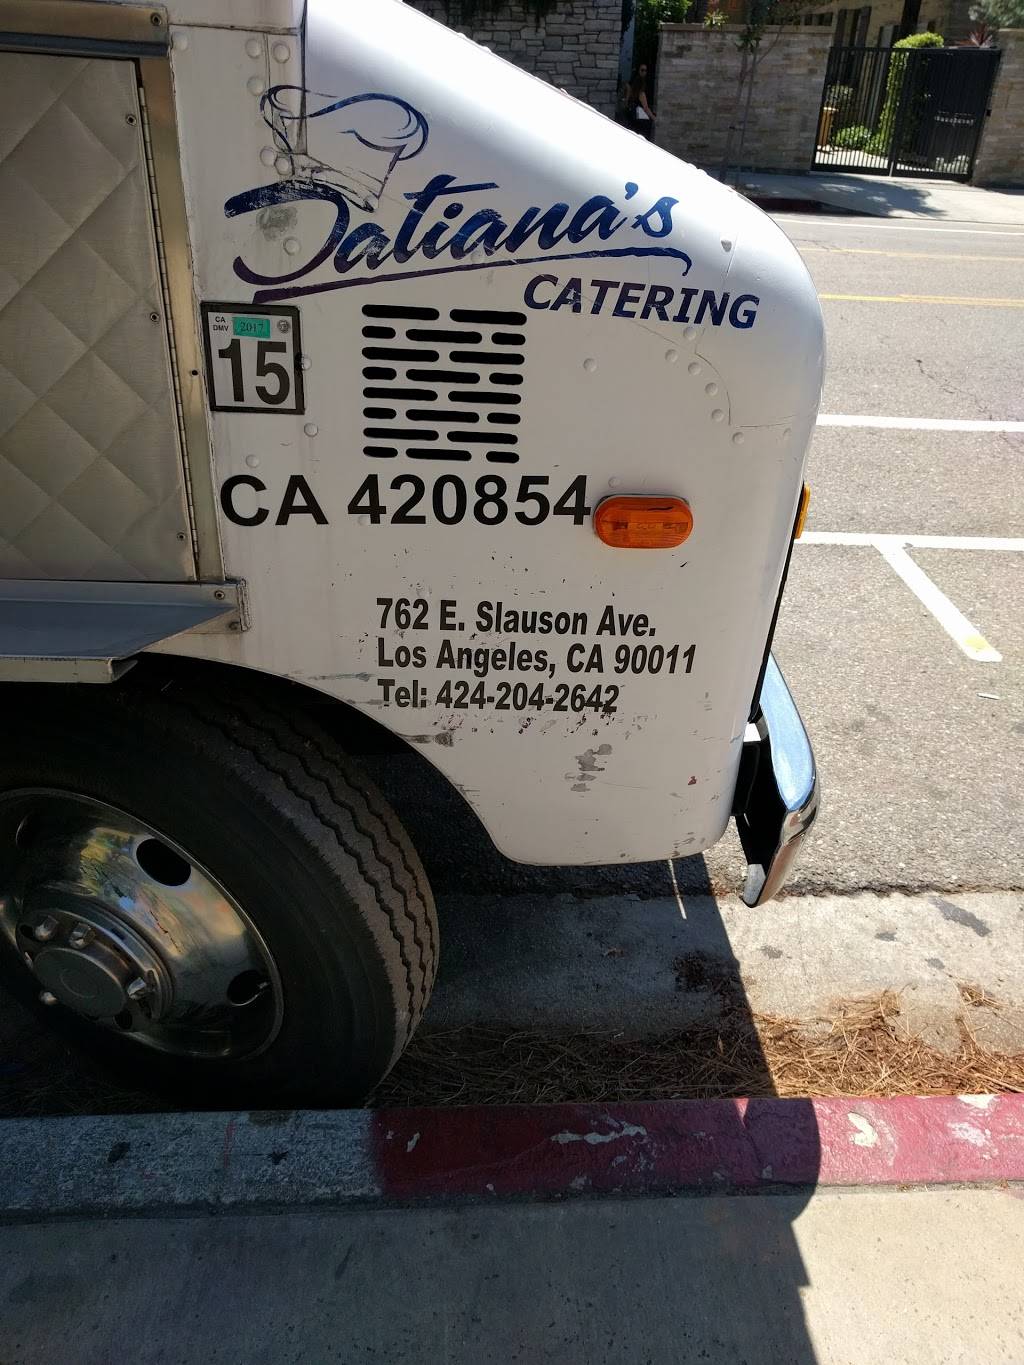 Tatiana's
CATERING
CA
DMV 2017
15
CA 420854
762 E. Slauson Ave.
Los Angeles, CA 90011
Tel: 424-204-2642